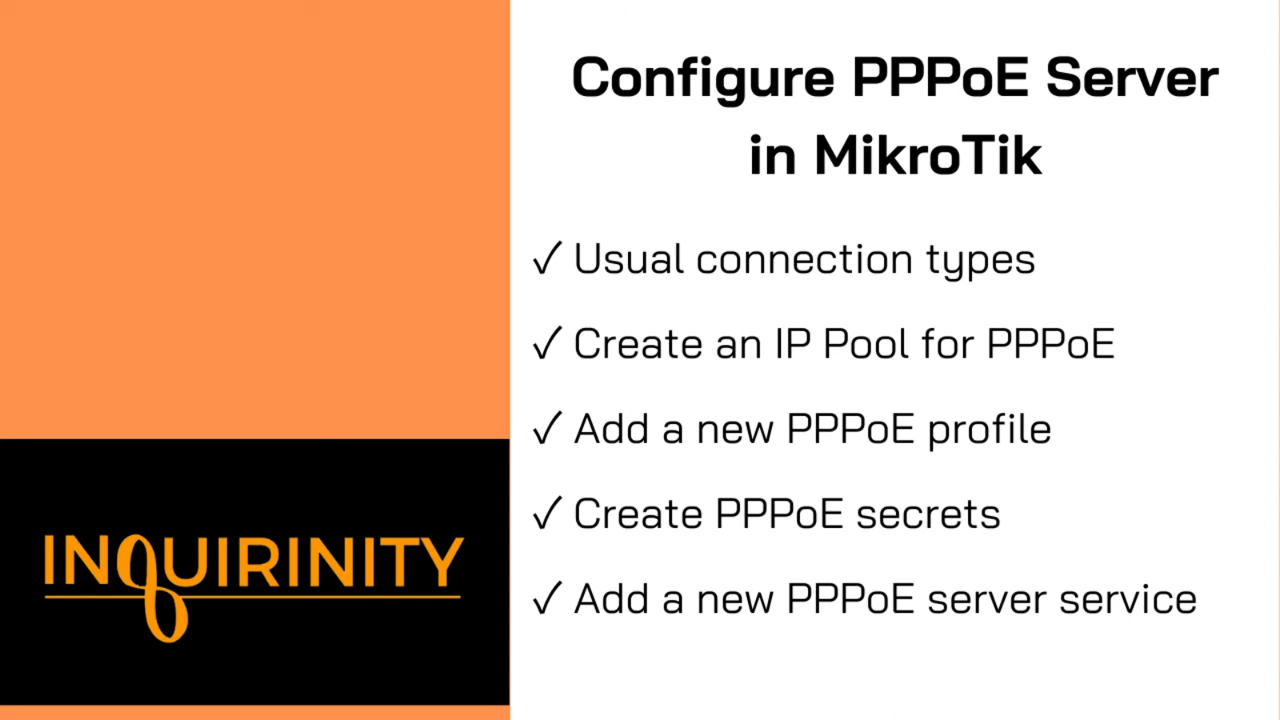 Configure PPPoE Server
in MikroTik
✓ Usual connection types
✓ Create an IP Pool for PPPoE
✓ Add a new PPPoE profile
✓ Create PPPoE secrets
✓ Add a new PPPoE server service
INQUIRINITY